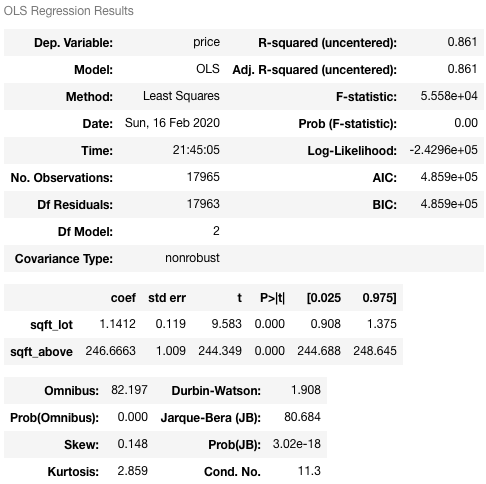 OLS Regression Results
Dep. Variable: price R-squared (uncentered): 0.861
Model: OLS Adj. R-squared (uncentered): 0.861
Method: Least Squares F-statistic: 5.558e+04
Date: Sun, 16 Feb 2020 Prob (F-statistic): 0.00
Time: 21:45:05 Log-Likelihood: -2.4296e+05
No. Observations: 17965 AIC: 4.859e+05
Df Residuals: 17963 BIC: 4.859e+05
Df Model: 2
Covariance Type: nonrobust
coef std err t P>|t| [0.025 0.975]
sqft_lot 1.1412 0.119 9.583 0.000 0.908 1.375
sqft_above 246.6663 1.009 244.349 0.000 244.688 248.645
Omnibus: 82.197 Durbin-Watson: 1.908
Prob(Omnibus): 0.000 Jarque-Bera (JB): 80.684
Skew: 0.148 Prob(JB): 3.02e-18
Kurtosis: 2.859 Cond. No. 11.3